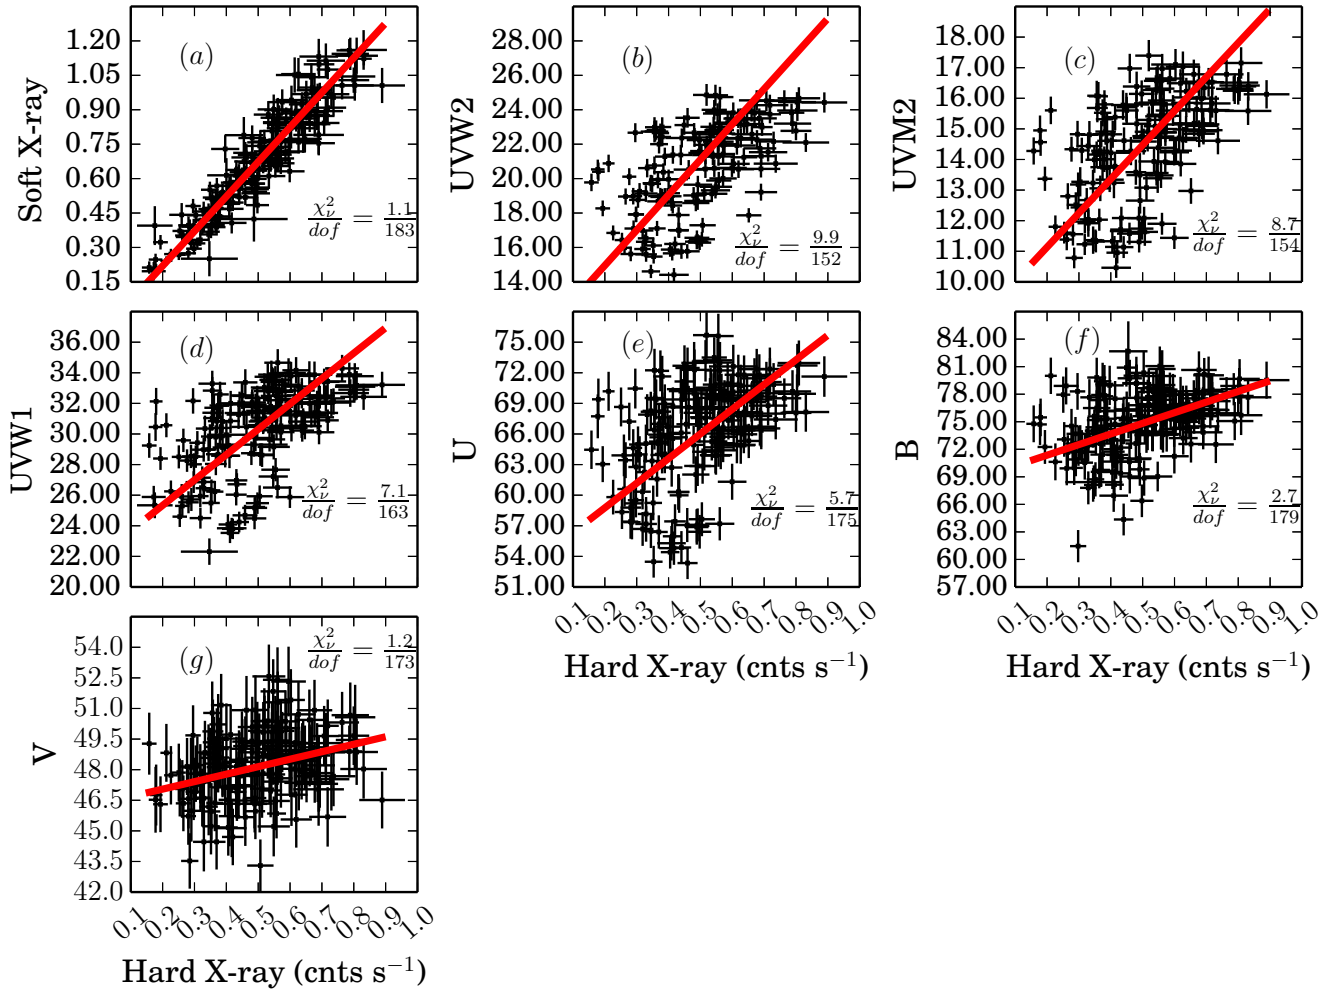 Soft X-ray
1.20
1.05
0.90
0.75
0.60
0.45
0.30
0.15
(a)
χ²ν/dof = 1.1/183
UVW2
28.00
26.00
24.00
22.00
20.00
18.00
16.00
14.00
(b)
χ²ν/dof = 9.9/152
UVM2
18.00
17.00
16.00
15.00
14.00
13.00
12.00
11.00
10.00
(c)
χ²ν/dof = 8.7/154
UVW1
36.00
34.00
32.00
30.00
28.00
26.00
24.00
22.00
20.00
(d)
χ²ν/dof = 7.1/163
U
75.00
72.00
69.00
66.00
63.00
60.00
57.00
54.00
51.00
(e)
χ²ν/dof = 5.7/175
0.1 0.2 0.3 0.4 0.5 0.6 0.7 0.8 0.9 1.0
Hard X-ray (cnts s⁻¹)
B
84.00
81.00
78.00
75.00
72.00
69.00
66.00
63.00
60.00
57.00
(f)
χ²ν/dof = 2.7/179
0.1 0.2 0.3 0.4 0.5 0.6 0.7 0.8 0.9 1.0
Hard X-ray (cnts s⁻¹)
V
54.0
52.5
51.0
49.5
48.0
46.5
45.0
43.5
42.0
(g)
χ²ν/dof = 1.2/173
0.1 0.2 0.3 0.4 0.5 0.6 0.7 0.8 0.9 1.0
Hard X-ray (cnts s⁻¹)